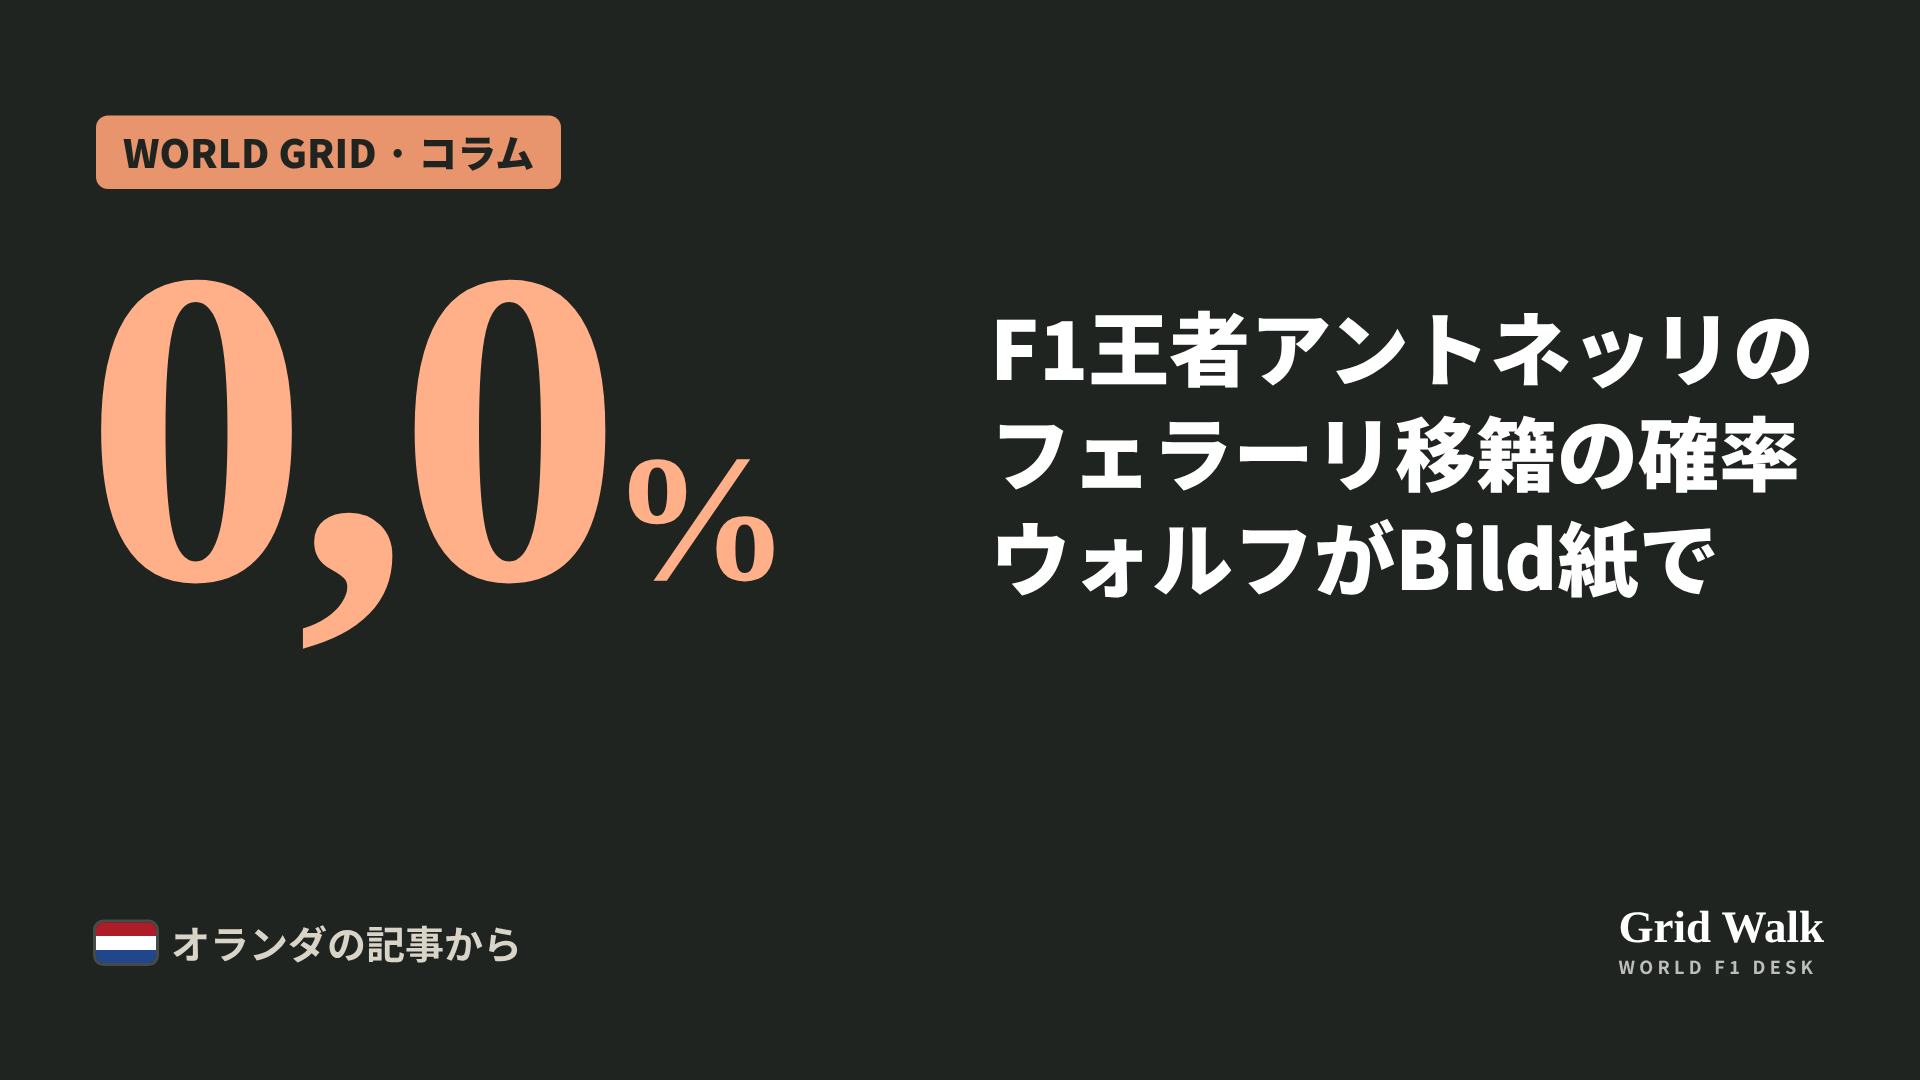 WORLD GRID・コラム
0,0%
F1王者アントネッリの
フェラーリ移籍の確率
ウォルフがBild紙で
オランダの記事から
Grid Walk
WORLD F1 DESK